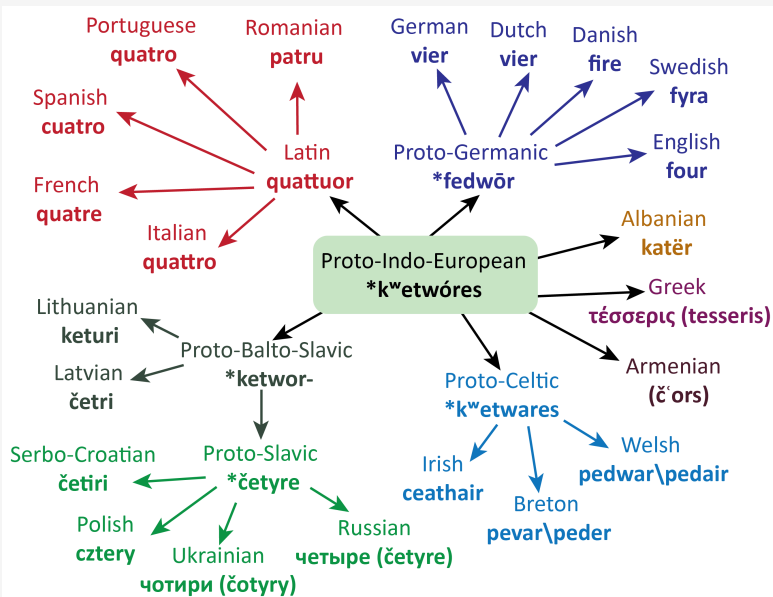 Portuguese
quatro
Romanian
patru
Spanish
cuatro
Latin
quattuor
French
quatre
Italian
quattro
German
vier
Dutch
vier
Danish
fire
Swedish
fyra
Proto-Germanic
*fedwōr
English
four
Proto-Indo-European
*kʷetwóres
Albanian
katër
Greek
τέσσερις (tesseris)
Armenian
(čʿors)
Lithuanian
keturi
Proto-Balto-Slavic
*ketwor-
Latvian
četri
Proto-Celtic
*kʷetwares
Irish
ceathair
Breton
pevar\peder
Welsh
pedwar\pedair
Serbo-Croatian
četiri
Proto-Slavic
*četyre
Polish
cztery
Ukrainian
чотири (čotyry)
Russian
четыре (četyre)